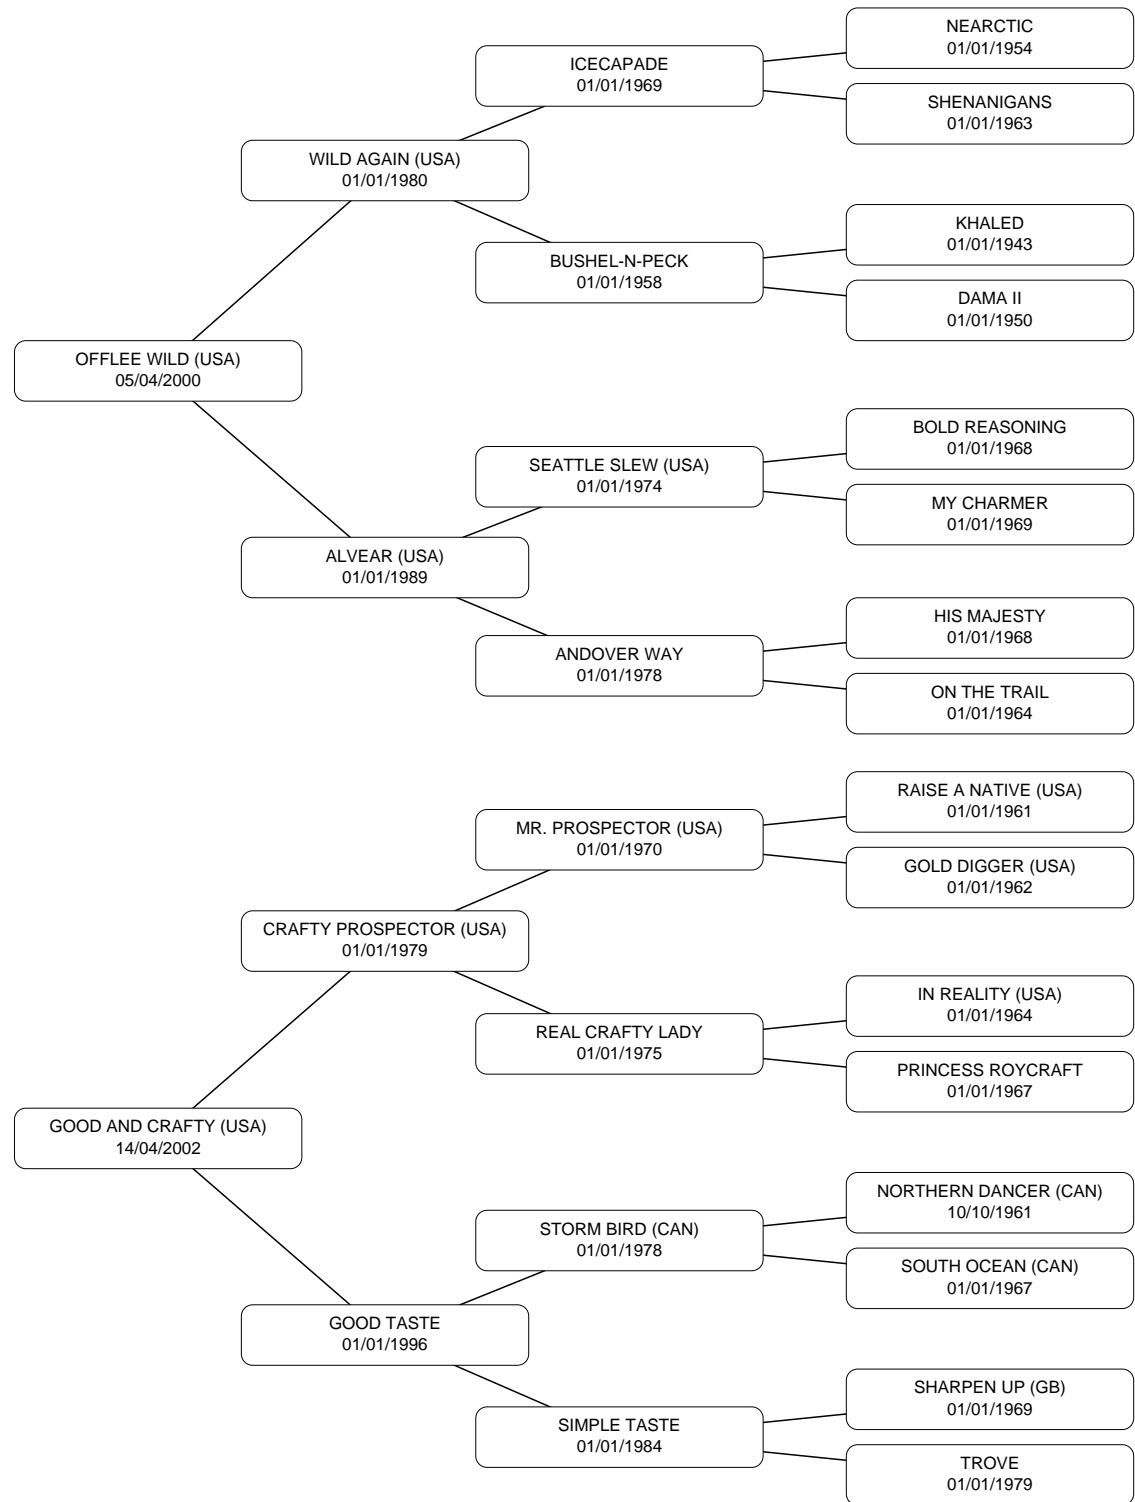 NEARCTIC
01/01/1954
ICECAPADE
01/01/1969
SHENANIGANS
01/01/1963
WILD AGAIN (USA)
01/01/1980
KHALED
01/01/1943
BUSHEL-N-PECK
01/01/1958
DAMA II
01/01/1950
OFFLEE WILD (USA)
05/04/2000
BOLD REASONING
01/01/1968
SEATTLE SLEW (USA)
01/01/1974
MY CHARMER
01/01/1969
ALVEAR (USA)
01/01/1989
HIS MAJESTY
01/01/1968
ANDOVER WAY
01/01/1978
ON THE TRAIL
01/01/1964
RAISE A NATIVE (USA)
01/01/1961
MR. PROSPECTOR (USA)
01/01/1970
GOLD DIGGER (USA)
01/01/1962
CRAFTY PROSPECTOR (USA)
01/01/1979
IN REALITY (USA)
01/01/1964
REAL CRAFTY LADY
01/01/1975
PRINCESS ROYCRAFT
01/01/1967
GOOD AND CRAFTY (USA)
14/04/2002
NORTHERN DANCER (CAN)
10/10/1961
STORM BIRD (CAN)
01/01/1978
SOUTH OCEAN (CAN)
01/01/1967
GOOD TASTE
01/01/1996
SHARPEN UP (GB)
01/01/1969
SIMPLE TASTE
01/01/1984
TROVE
01/01/1979